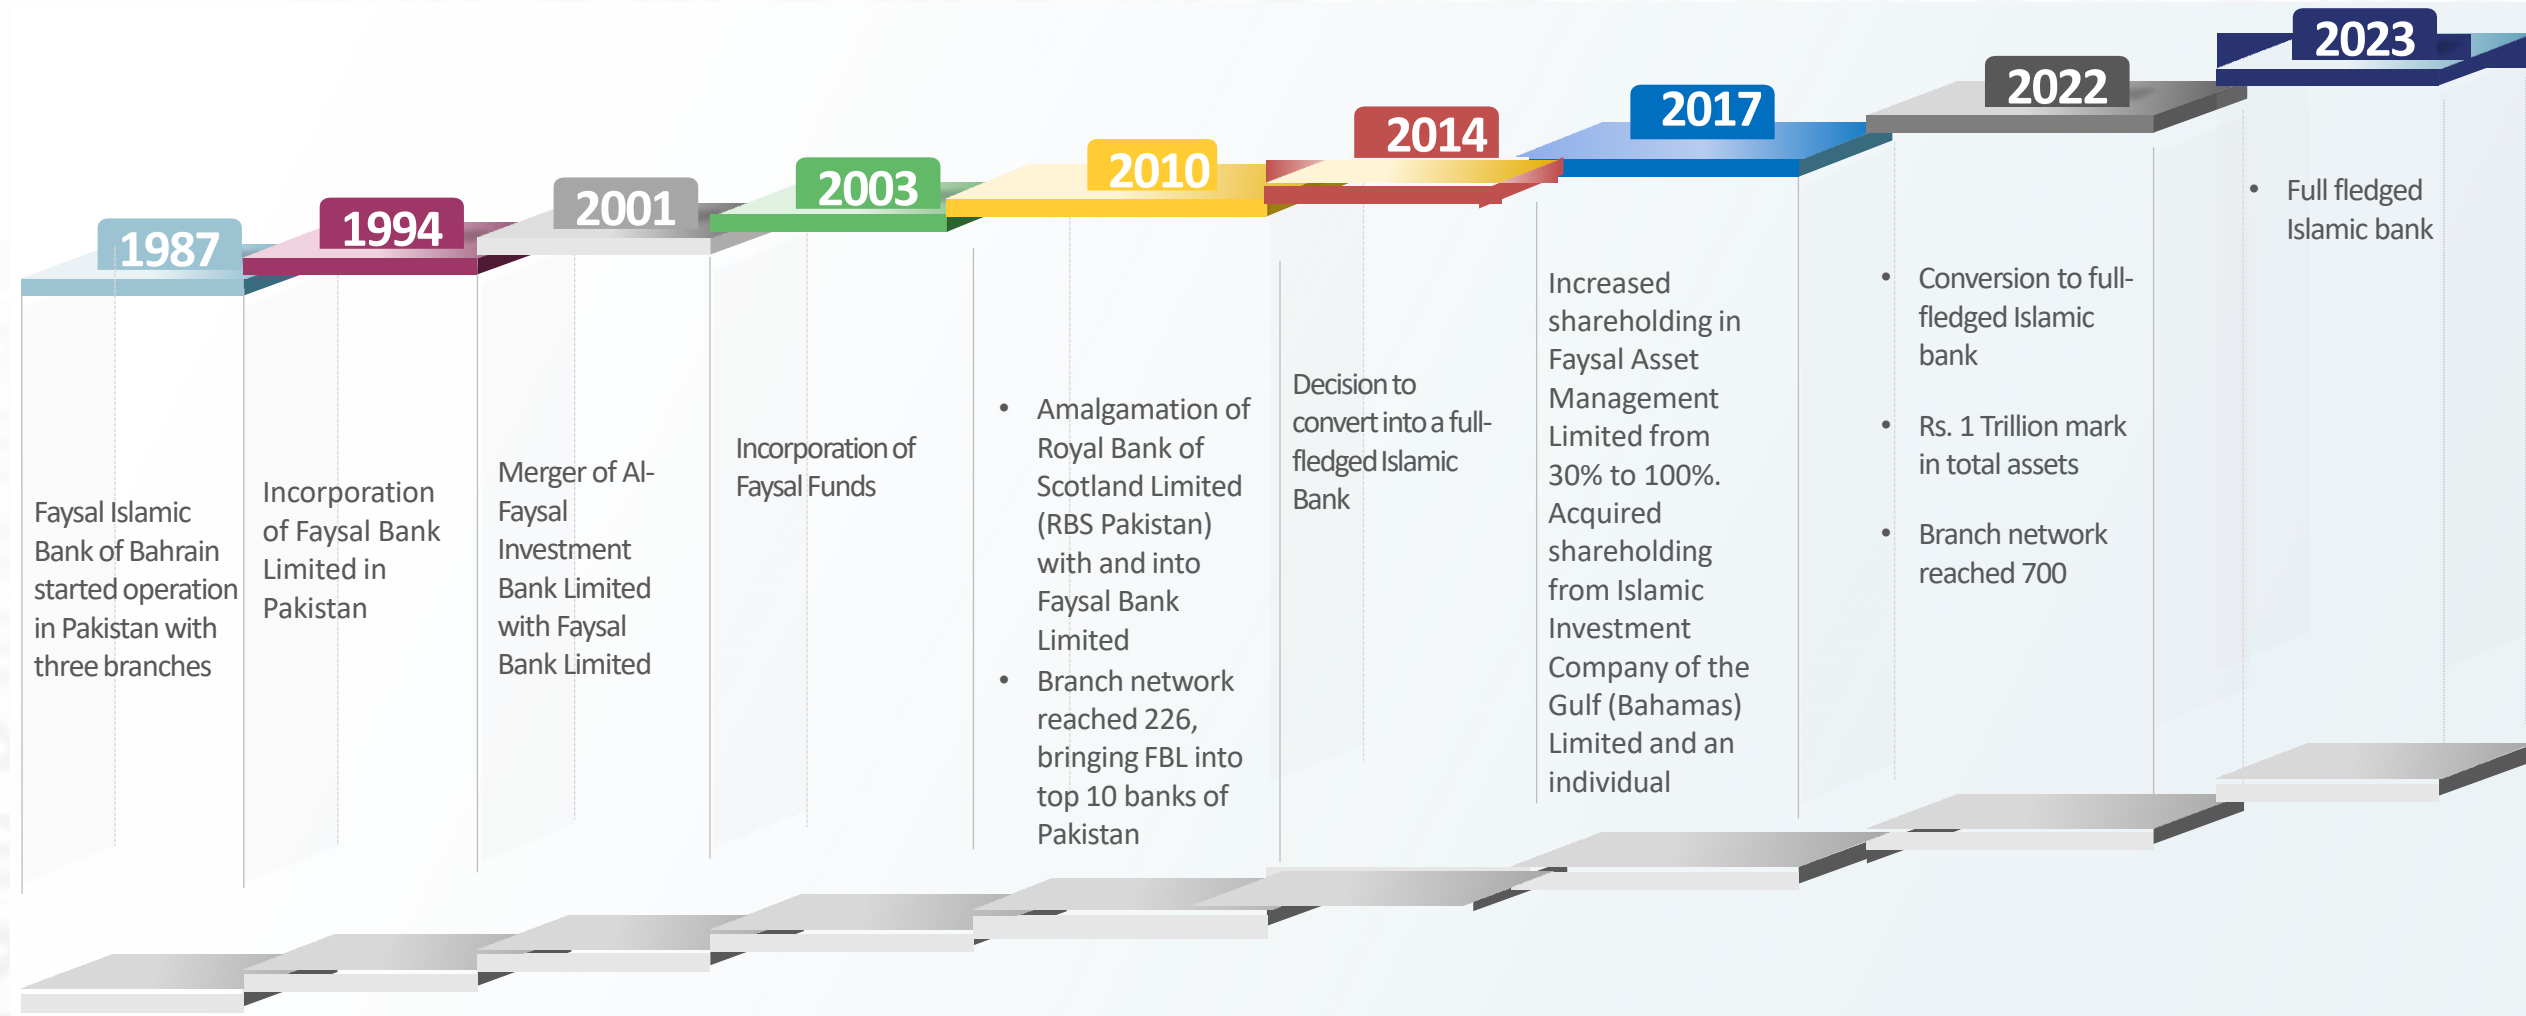 1987
Faysal Islamic
Bank of Bahrain
started operation
in Pakistan with
three branches
1994
Incorporation
of Faysal Bank
Limited in
Pakistan
2001
Merger of Al-
Faysal
Investment
Bank Limited
with Faysal
Bank Limited
2003
Incorporation of
Faysal Funds
2010
• Amalgamation of
Royal Bank of
Scotland Limited
(RBS Pakistan)
with and into
Faysal Bank
Limited
• Branch network
reached 226,
bringing FBL into
top 10 banks of
Pakistan
2014
Decision to
convert into a full-
fledged Islamic
Bank
2017
Increased
shareholding in
Faysal Asset
Management
Limited from
30% to 100%.
Acquired
shareholding
from Islamic
Investment
Company of the
Gulf (Bahamas)
Limited and an
individual
2022
• Conversion to full-
fledged Islamic
bank
• Rs. 1 Trillion mark
in total assets
• Branch network
reached 700
2023
• Full fledged
Islamic bank